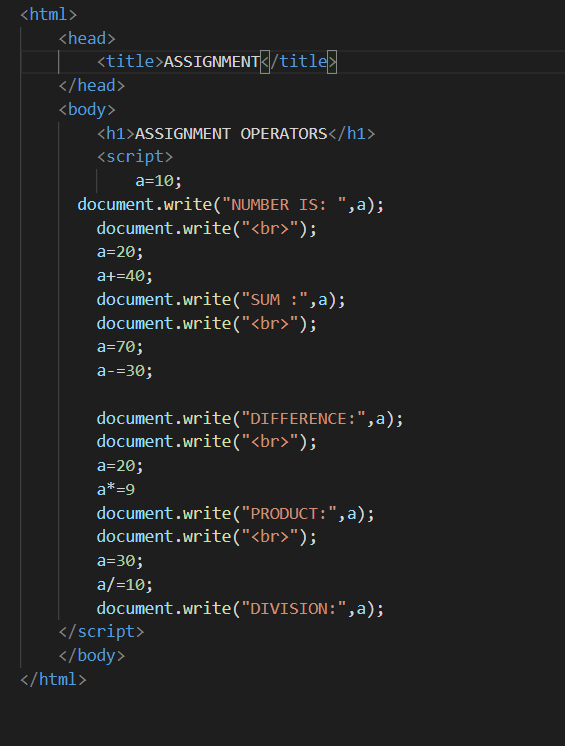 <html>
<head>
<title>ASSIGNMENT</title>
</head>
<body>
<h1>ASSIGNMENT OPERATORS</h1>
<script>
a=10;
document.write("NUMBER IS: ",a);
document.write("<br>");
a=20;
a+=40;
document.write("SUM :",a);
document.write("<br>");
a=70;
a-=30;
document.write("DIFFERENCE:",a);
document.write("<br>");
a=20;
a*=9
document.write("PRODUCT:",a);
document.write("<br>");
a=30;
a/=10;
document.write("DIVISION:",a);
</script>
</body>
</html>